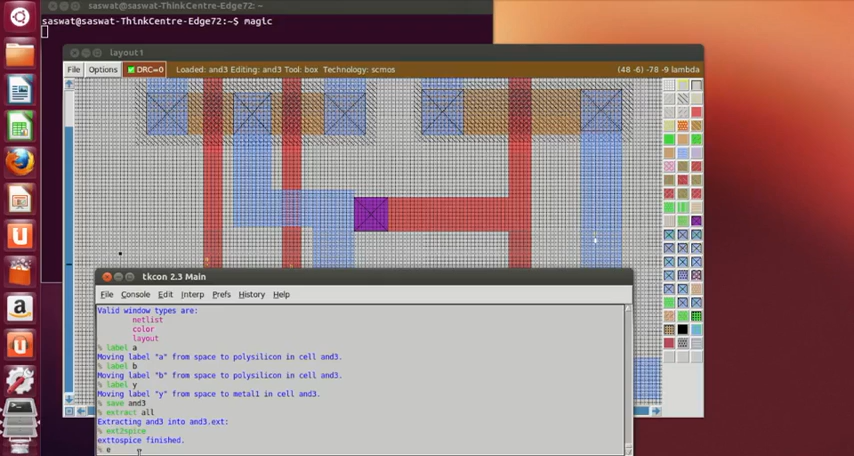 saswat@saswat-ThinkCentre-Edge72: ~
saswat@saswat-ThinkCentre-Edge72:~$ magic
layout1
File Options DRC=0 Loaded: and3 Editing: and3 Tool: box Technology: scmos (48 -6) -78 -9 lambda
tkcon 2.3 Main
File Console Edit Interp Prefs History Help
Valid window types are:
netlist
color
layout
% label a
Moving label "a" from space to polysilicon in cell and3.
% label b
Moving label "b" from space to polysilicon in cell and3.
% label y
Moving label "y" from space to metal1 in cell and3.
% save and3
% extract all
Extracting and3 into and3.ext:
% ext2spice
exttospice finished.
% e